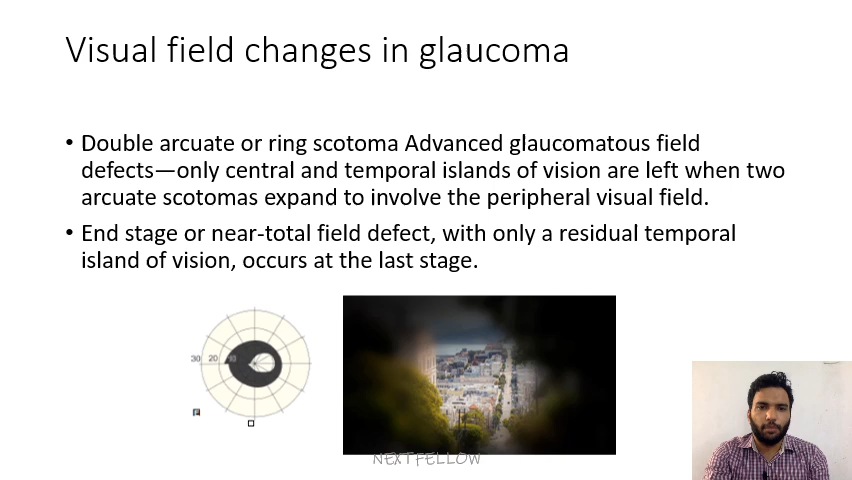 Visual field changes in glaucoma
• Double arcuate or ring scotoma Advanced glaucomatous field
defects—only central and temporal islands of vision are left when two
arcuate scotomas expand to involve the peripheral visual field.
• End stage or near-total field defect, with only a residual temporal
island of vision, occurs at the last stage.
30 20 10
NEXTFELLOW